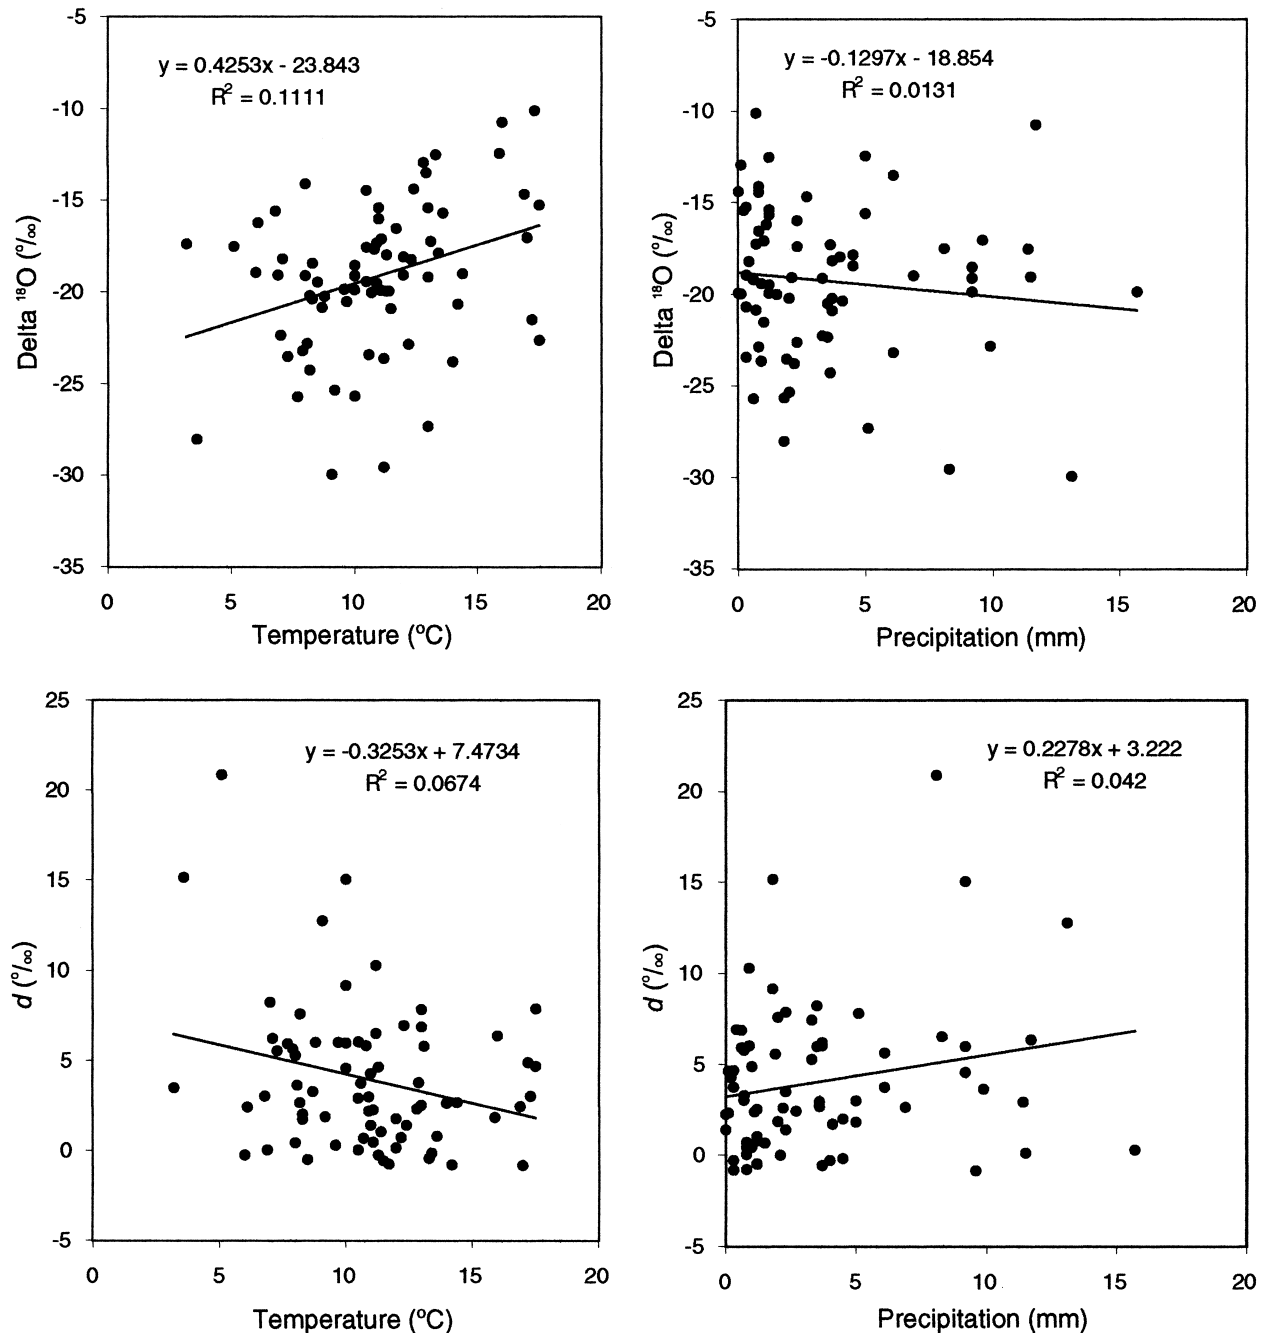 -5
-10
-15
-20
-25
-30
-35
Delta ¹⁸O (°/∞)
y = 0.4253x - 23.843
R² = 0.1111
0 5 10 15 20
Temperature (°C)
-5
-10
-15
-20
-25
-30
-35
Delta ¹⁸O (°/∞)
y = -0.1297x - 18.854
R² = 0.0131
0 5 10 15 20
Precipitation (mm)
25
20
15
10
5
0
-5
d (°/∞)
y = -0.3253x + 7.4734
R² = 0.0674
0 5 10 15 20
Temperature (°C)
25
20
15
10
5
0
-5
d (°/∞)
y = 0.2278x + 3.222
R² = 0.042
0 5 10 15 20
Precipitation (mm)